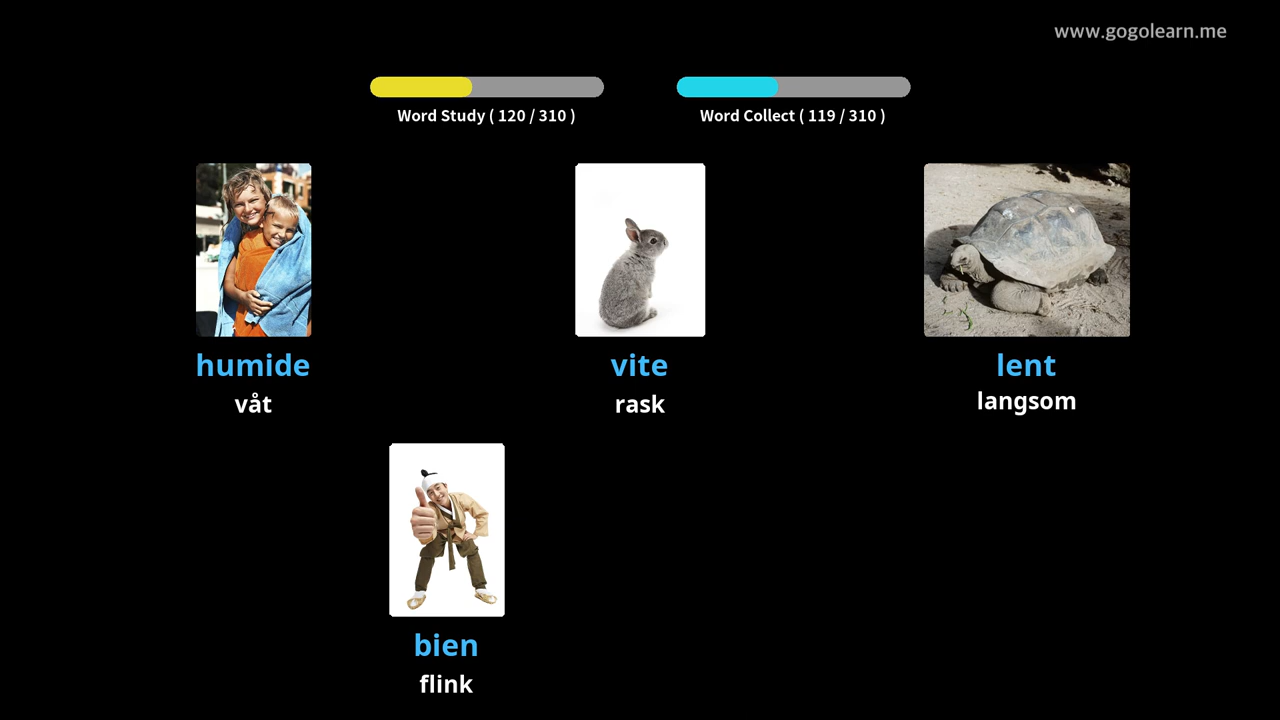 www.gogolearn.me
Word Study ( 120 / 310 )
Word Collect ( 119 / 310 )
humide
våt
vite
rask
lent
langsom
bien
flink